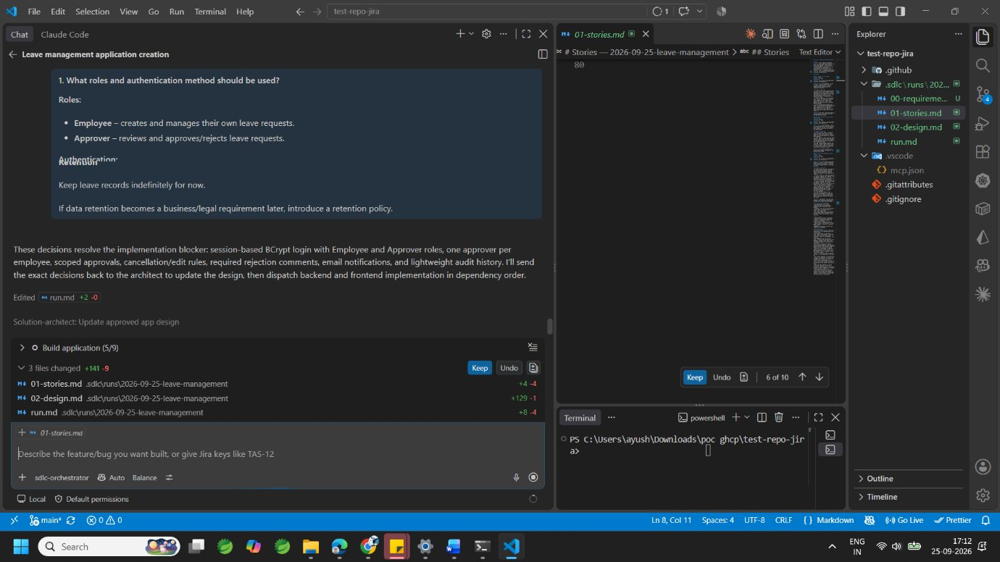 File Edit Selection View Go Run Terminal Help
test-repo-jira
1
Chat
Claude Code
Leave management application creation
1. What roles and authentication method should be used?
Roles:
Employee – creates and manages their own leave requests.
Approver – reviews and approves/rejects leave requests.
Authentication:
Retention
Keep leave records indefinitely for now.
If data retention becomes a business/legal requirement later, introduce a retention policy.
These decisions resolve the implementation blocker: session-based BCrypt login with Employee and Approver roles, one approver per
employee, scoped approvals, cancellation/edit rules, required rejection comments, email notifications, and lightweight audit history. I'll send
the exact decisions back to the architect to update the design, then dispatch backend and frontend implementation in dependency order.
Edited run.md +2 -0
Solution-architect: Update approved app design
Build application (5/9)
3 files changed +141 -9
Keep Undo
01-stories.md .sdlc\runs\2026-09-25-leave-management +4 -4
02-design.md .sdlc\runs\2026-09-25-leave-management +129 -1
run.md .sdlc\runs\2026-09-25-leave-management +8 -4
01-stories.md
Describe the feature/bug you want built, or give Jira keys like TAS-12
sdlc-orchestrator Auto Balance
Local Default permissions
01-stories.md
# Stories — 2026-09-25-leave-management > abc ## Stories Text Editor
80
Keep Undo 6 of 10
Terminal
powershell
PS C:\Users\ayush\Downloads\poc ghcp\test-repo-jir
a>
Explorer
test-repo-jira
.github
.sdlc\runs\202...
00-requireme... U
01-stories.md
02-design.md
run.md
.vscode
mcp.json
.gitattributes
.gitignore
Outline
Timeline
4
main* 0 0
Ln 8, Col 11 Spaces: 4 UTF-8 CRLF { } Markdown Go Live Prettier
Search
ENG
IN
17:12
25-09-2026